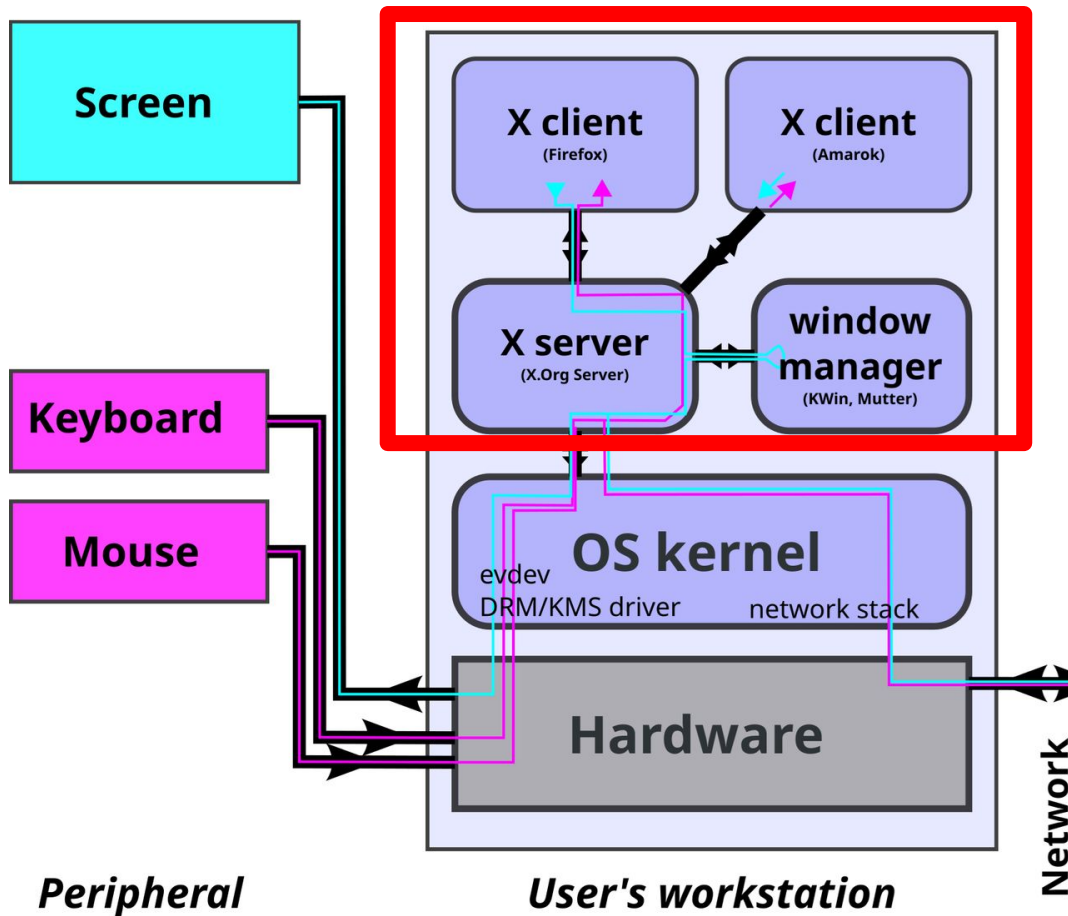 Screen
X client
(Firefox)
X client
(Amarok)
X server
(X.Org Server)
window
manager
(KWin, Mutter)
Keyboard
Mouse
OS kernel
evdev
DRM/KMS driver
network stack
Hardware
Network
Peripheral
User's workstation